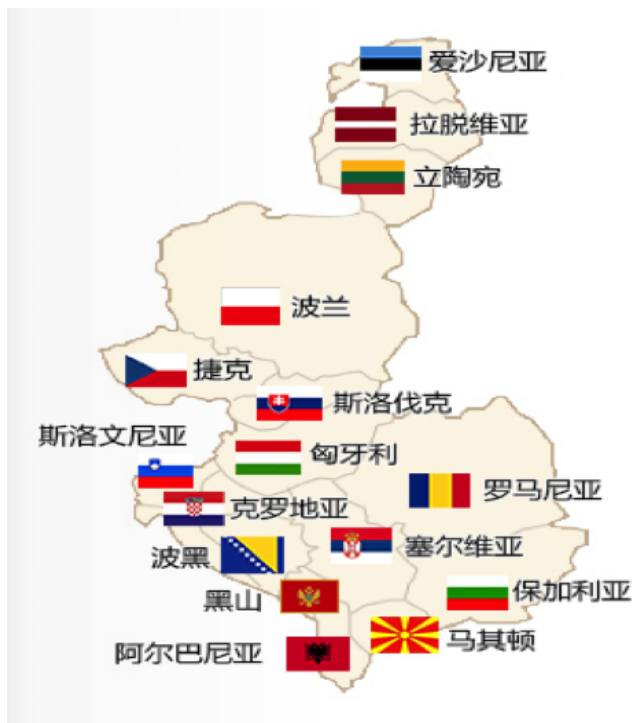 爱沙尼亚
拉脱维亚
立陶宛
波兰
捷克
斯洛伐克
斯洛文尼亚
匈牙利
罗马尼亚
克罗地亚
塞尔维亚
波黑
保加利亚
黑山
马其顿
阿尔巴尼亚